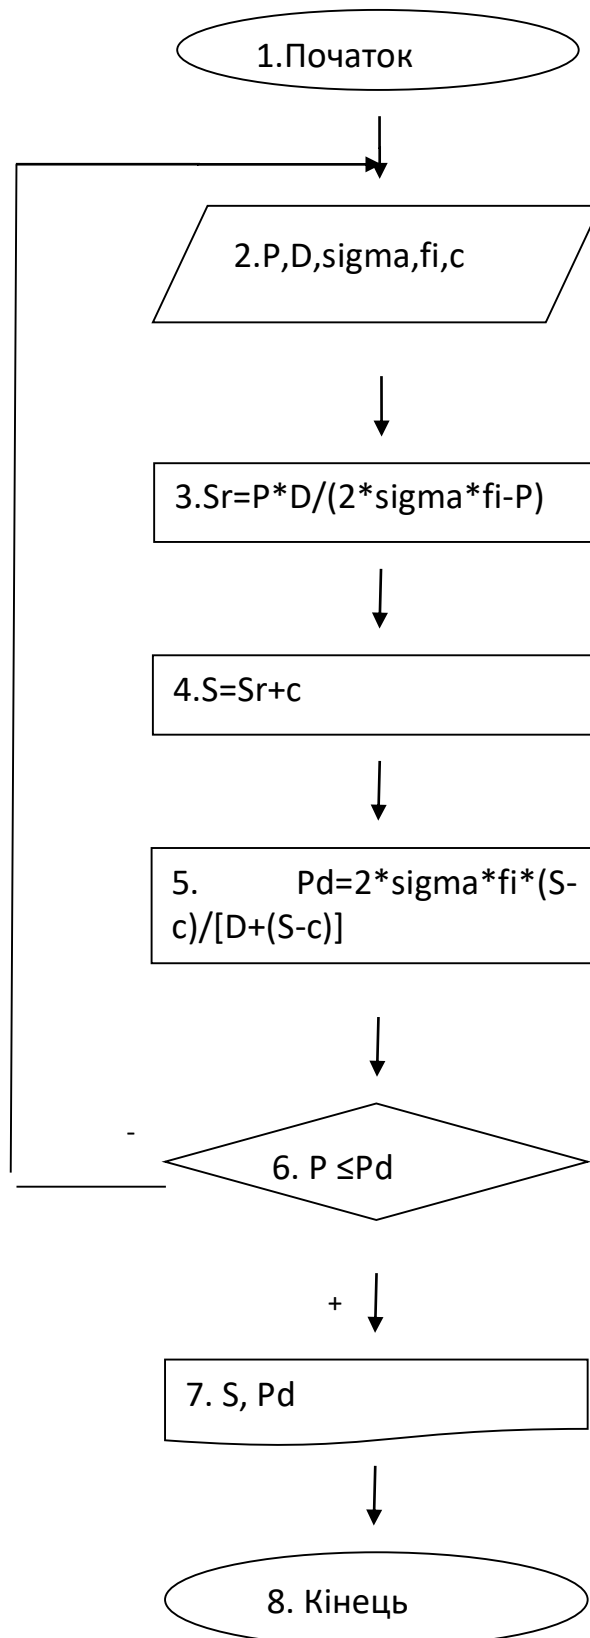 1.Початок
2.P,D,sigma,fi,c
3.Sr=P*D/(2*sigma*fi-P)
4.S=Sr+c
5. Pd=2*sigma*fi*(S-
c)/[D+(S-c)]
-
6. P ≤Pd
+
7. S, Pd
8. Кінець